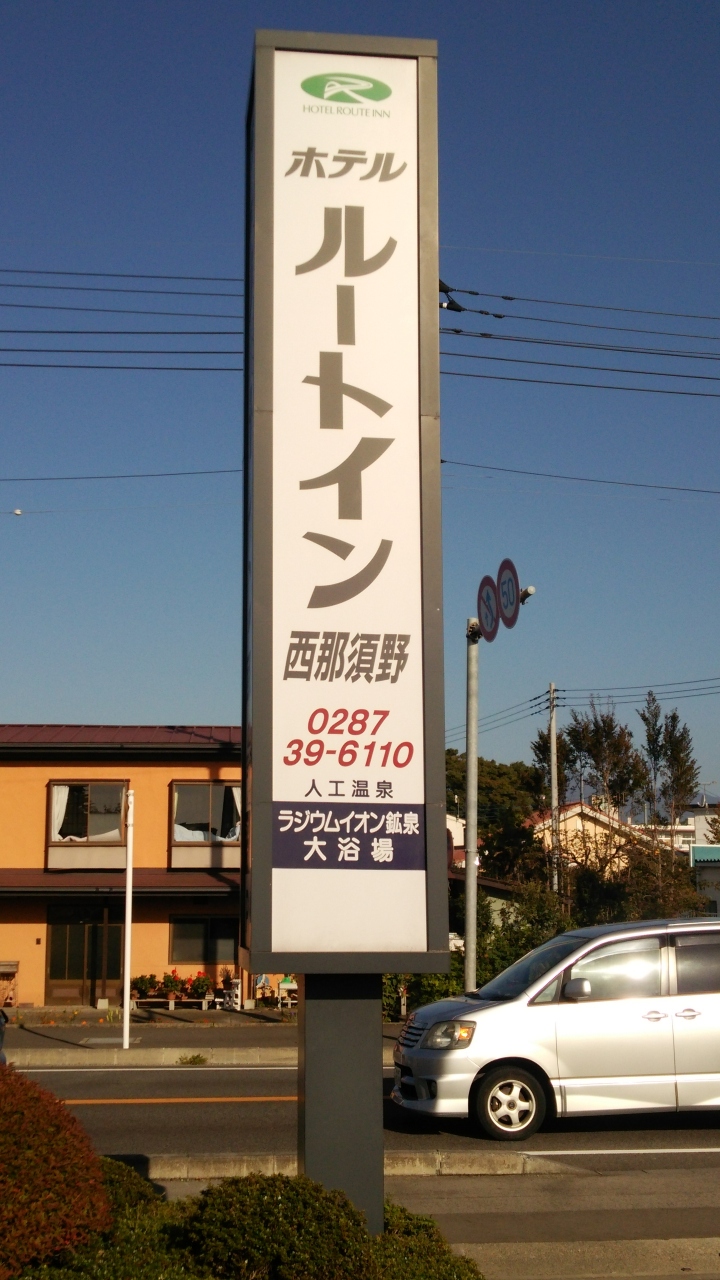 R
HOTEL ROUTE INN
ホテル
ルートイン
西那須野
0287
39-6110
人工温泉
ラジウムイオン鉱泉
大浴場
50